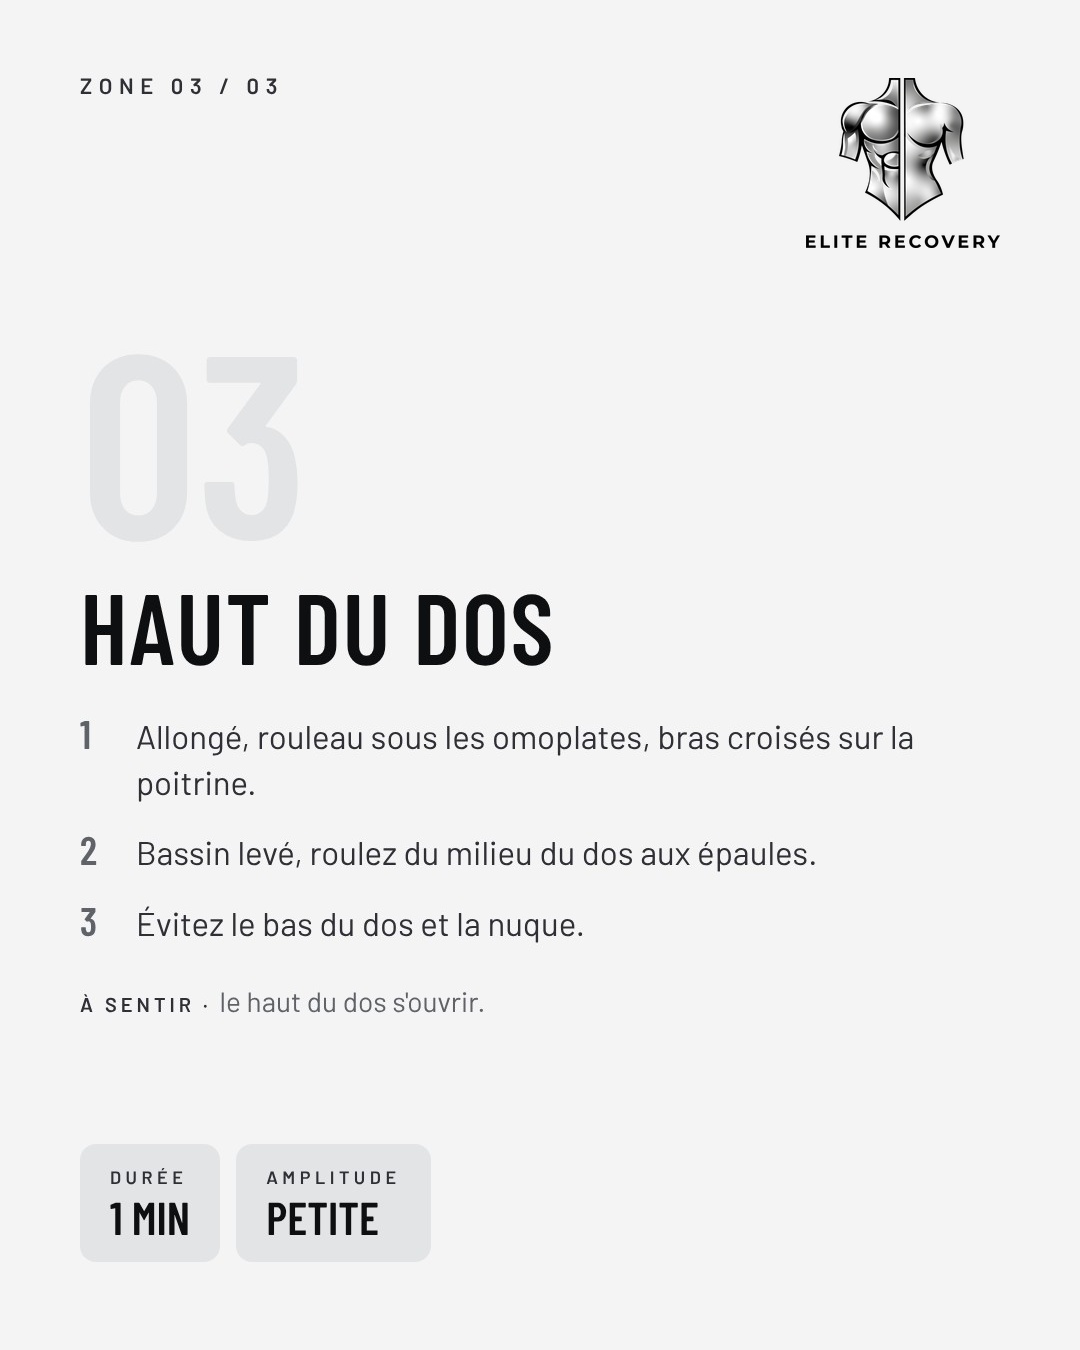 ZONE 03 / 03
ELITE RECOVERY
03
HAUT DU DOS
1 Allongé, rouleau sous les omoplates, bras croisés sur la
poitrine.
2 Bassin levé, roulez du milieu du dos aux épaules.
3 Évitez le bas du dos et la nuque.
À SENTIR · le haut du dos s'ouvrir.
DURÉE
1 MIN
AMPLITUDE
PETITE